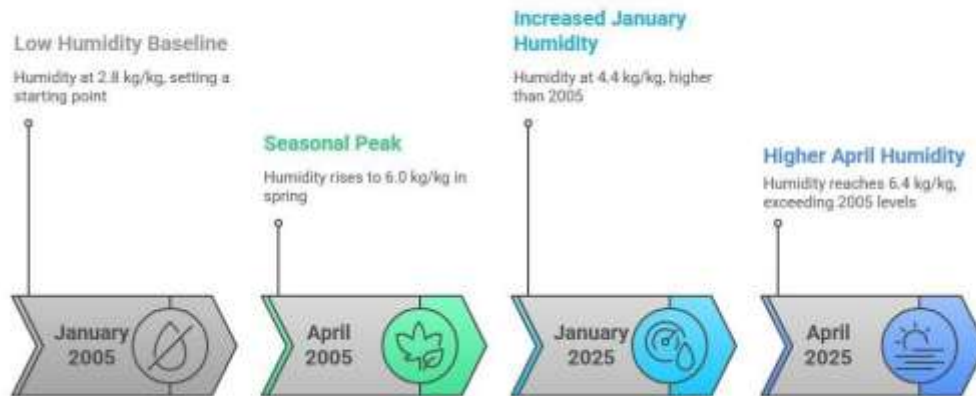 Low Humidity Baseline
Humidity at 2.8 kg/kg, setting a
starting point
Seasonal Peak
Humidity rises to 6.0 kg/kg in
spring
Increased January
Humidity
Humidity at 4.4 kg/kg, higher
than 2005
Higher April Humidity
Humidity reaches 6.4 kg/kg,
exceeding 2005 levels
January
2005
April
2005
January
2025
April
2025